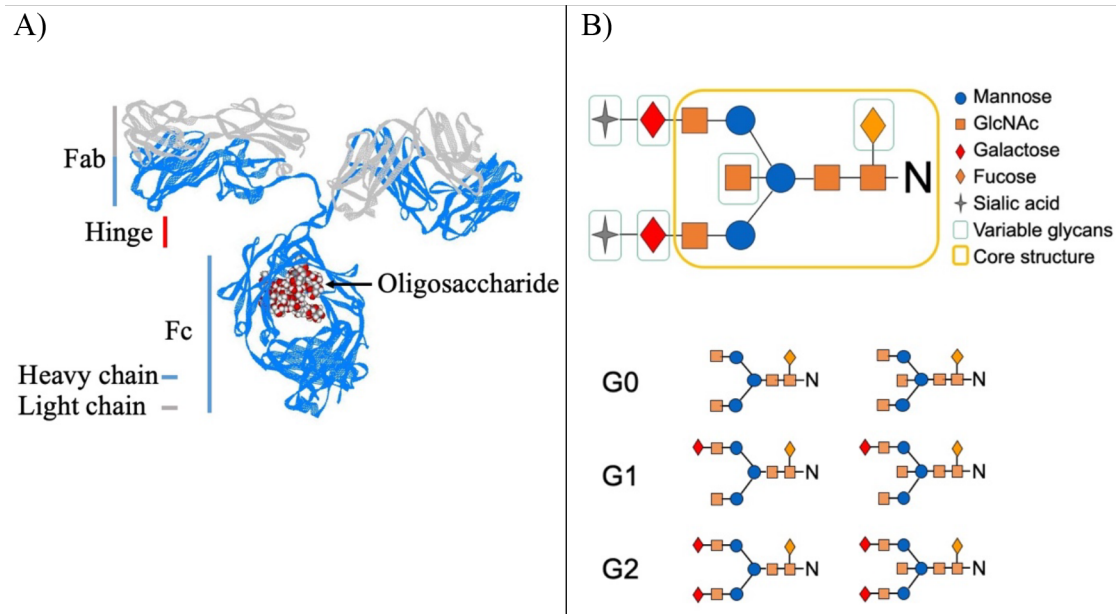 A)
Fab
Hinge
Oligosaccharide
Fc
Heavy chain
Light chain
B)
Mannose
GlcNAc
Galactose
Fucose
Sialic acid
Variable glycans
Core structure
N
G0
N
N
G1
N
N
G2
N
N